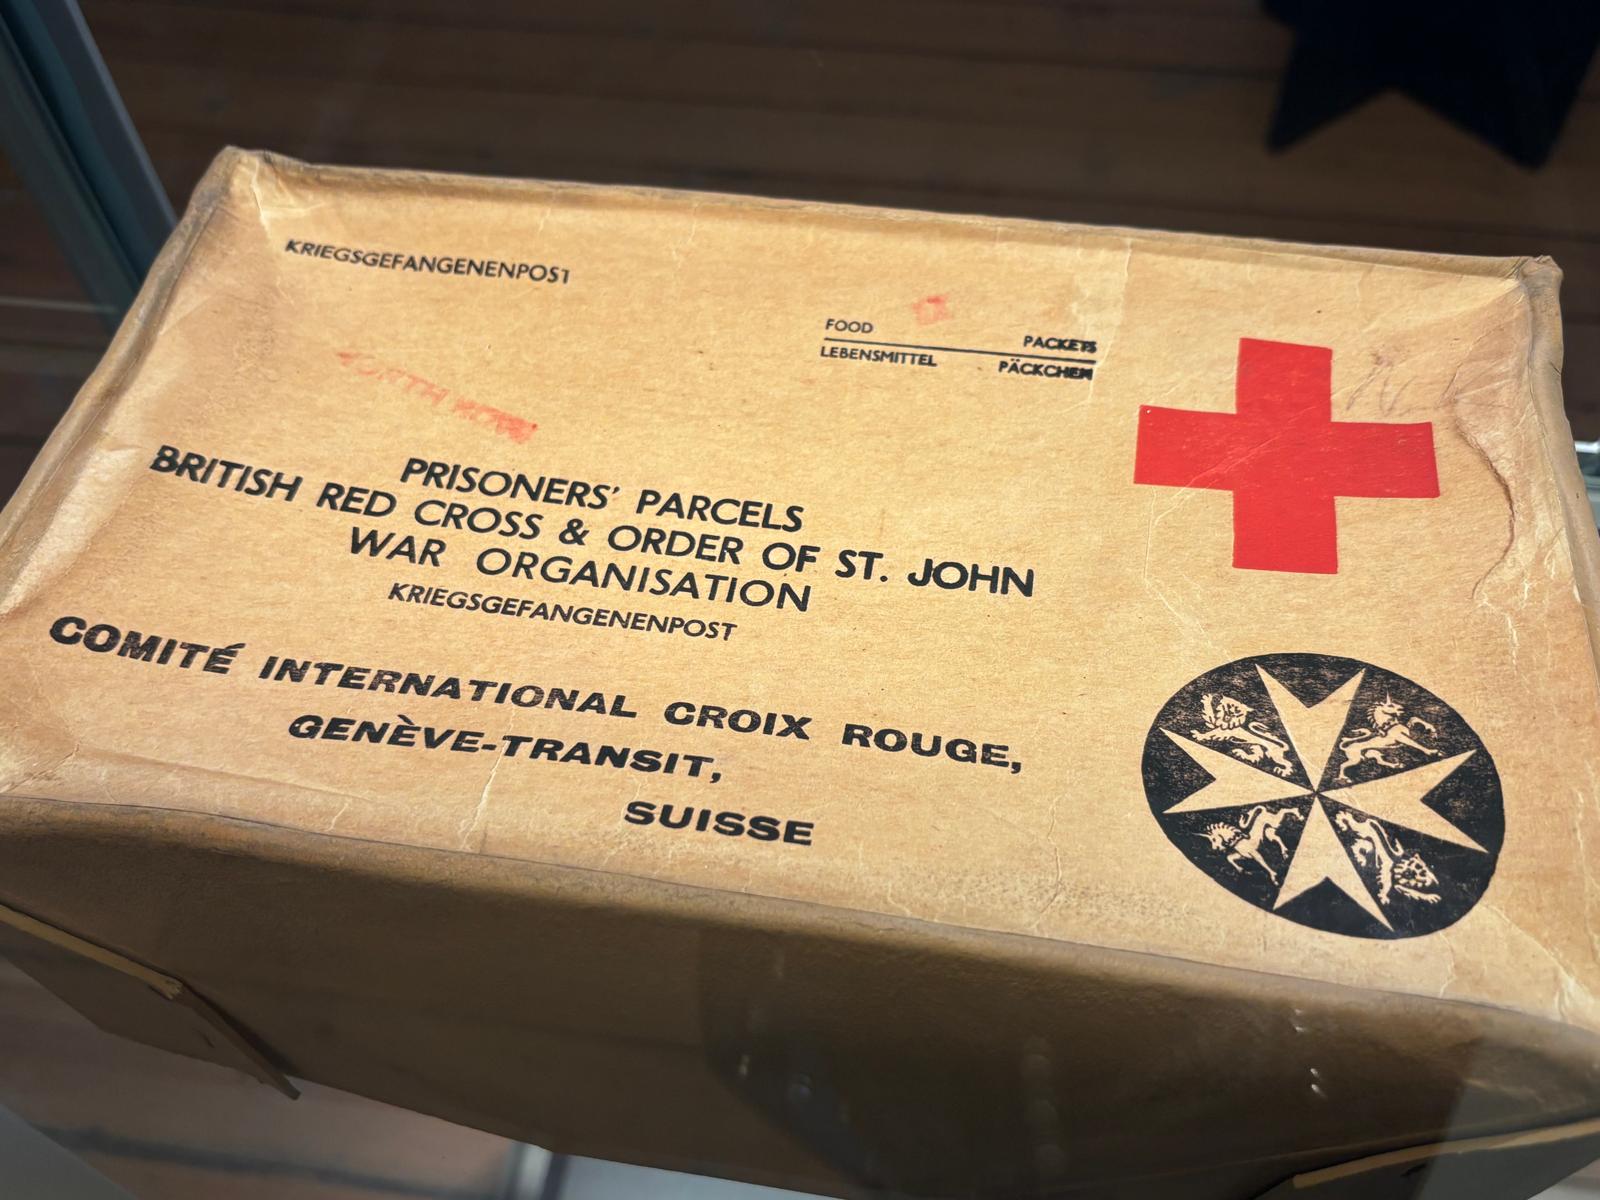 KRIEGSGEFANGENENPOST
FOOD PACKETS
LEBENSMITTEL PÄCKCHEN
PRISONERS' PARCELS
BRITISH RED CROSS & ORDER OF ST. JOHN
WAR ORGANISATION
KRIEGSGEFANGENENPOST
COMITÉ INTERNATIONAL CROIX ROUGE,
GENÈVE-TRANSIT,
SUISSE